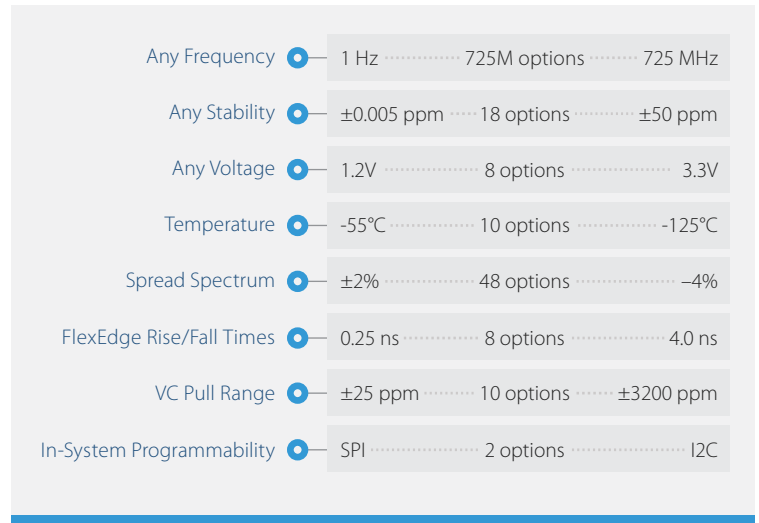 Any Frequency 1 Hz 725M options 725 MHz
Any Stability ±0.005 ppm 18 options ±50 ppm
Any Voltage 1.2V 8 options 3.3V
Temperature -55°C 10 options -125°C
Spread Spectrum ±2% 48 options –4%
FlexEdge Rise/Fall Times 0.25 ns 8 options 4.0 ns
VC Pull Range ±25 ppm 10 options ±3200 ppm
In-System Programmability SPI 2 options I2C